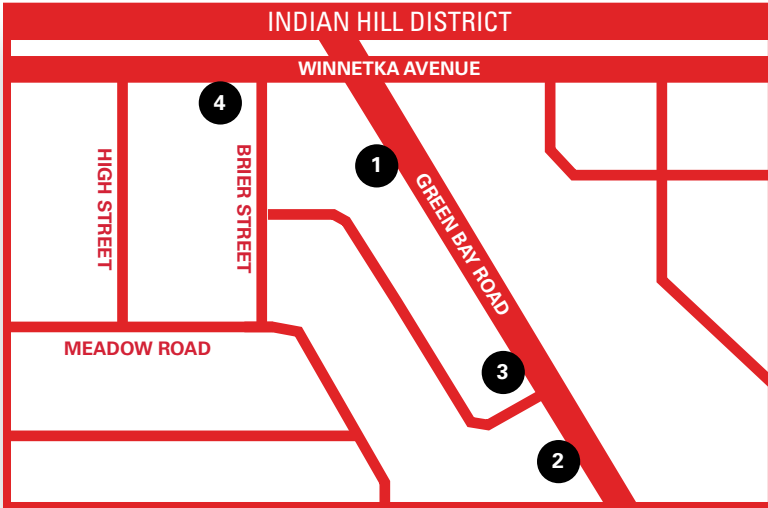 INDIAN HILL DISTRICT
WINNETKA AVENUE
4
1
HIGH STREET
BRIER STREET
GREEN BAY ROAD
MEADOW ROAD
3
2